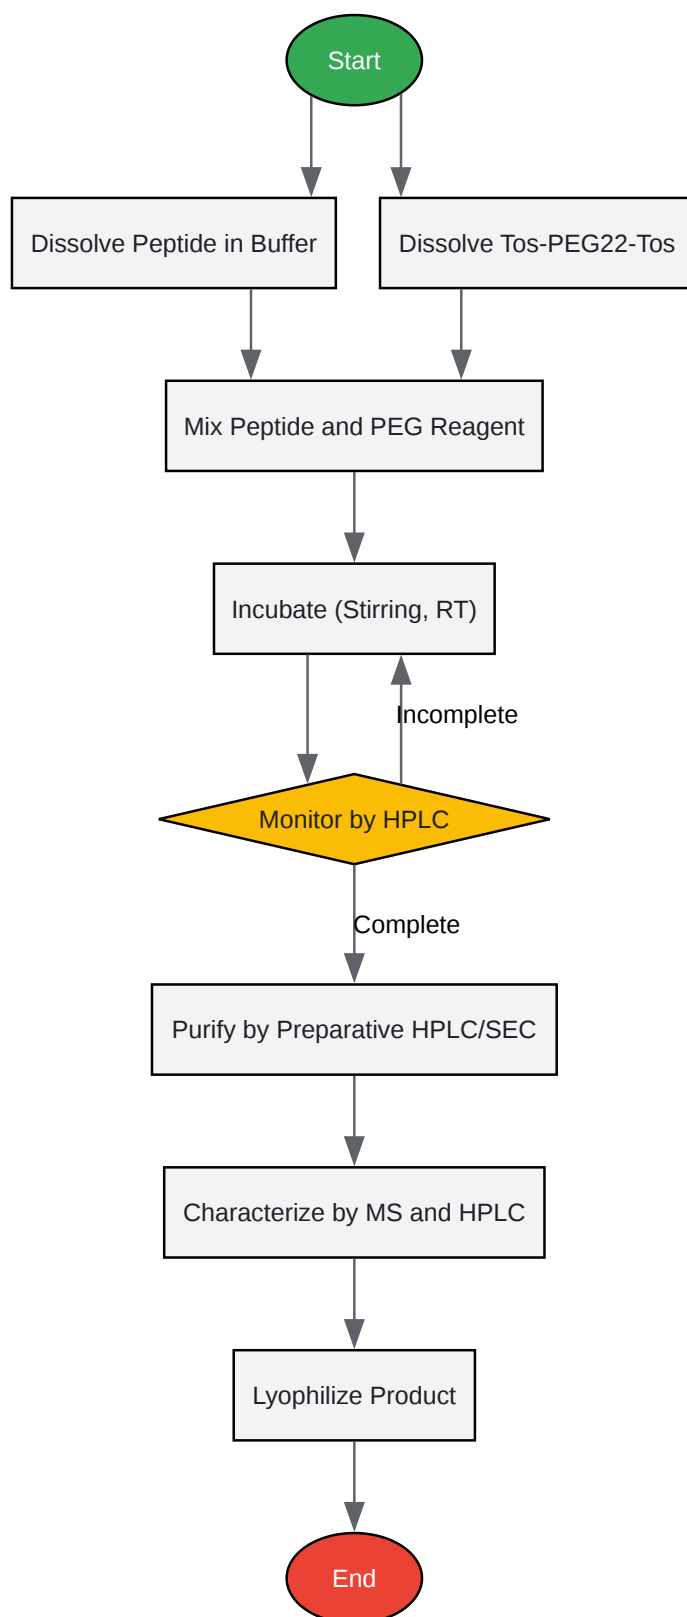 Start
Dissolve Peptide in Buffer
Dissolve Tos-PEG22-Tos
Mix Peptide and PEG Reagent
Incubate (Stirring, RT)
Incomplete
Monitor by HPLC
Complete
Purify by Preparative HPLC/SEC
Characterize by MS and HPLC
Lyophilize Product
End